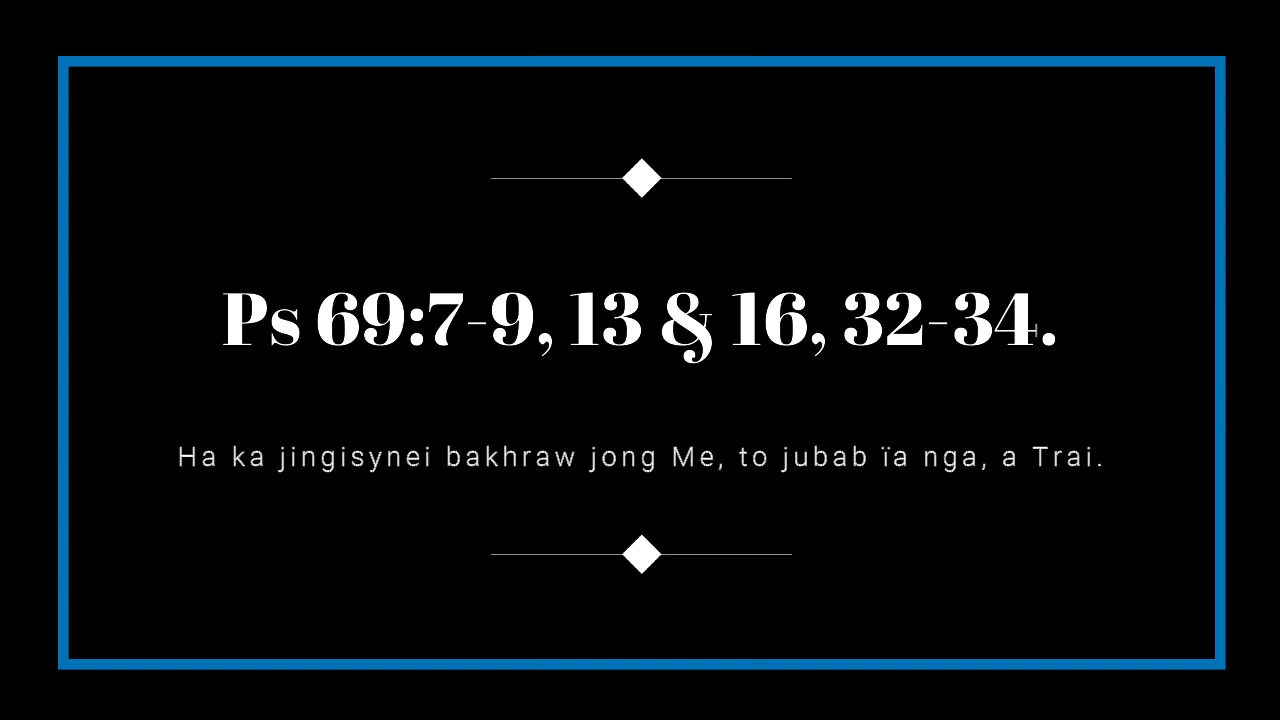 Ps 69:7-9, 13 & 16, 32-34.
Ha ka jingisynei bakhraw jong Me, to jubab ïa nga, a Trai.